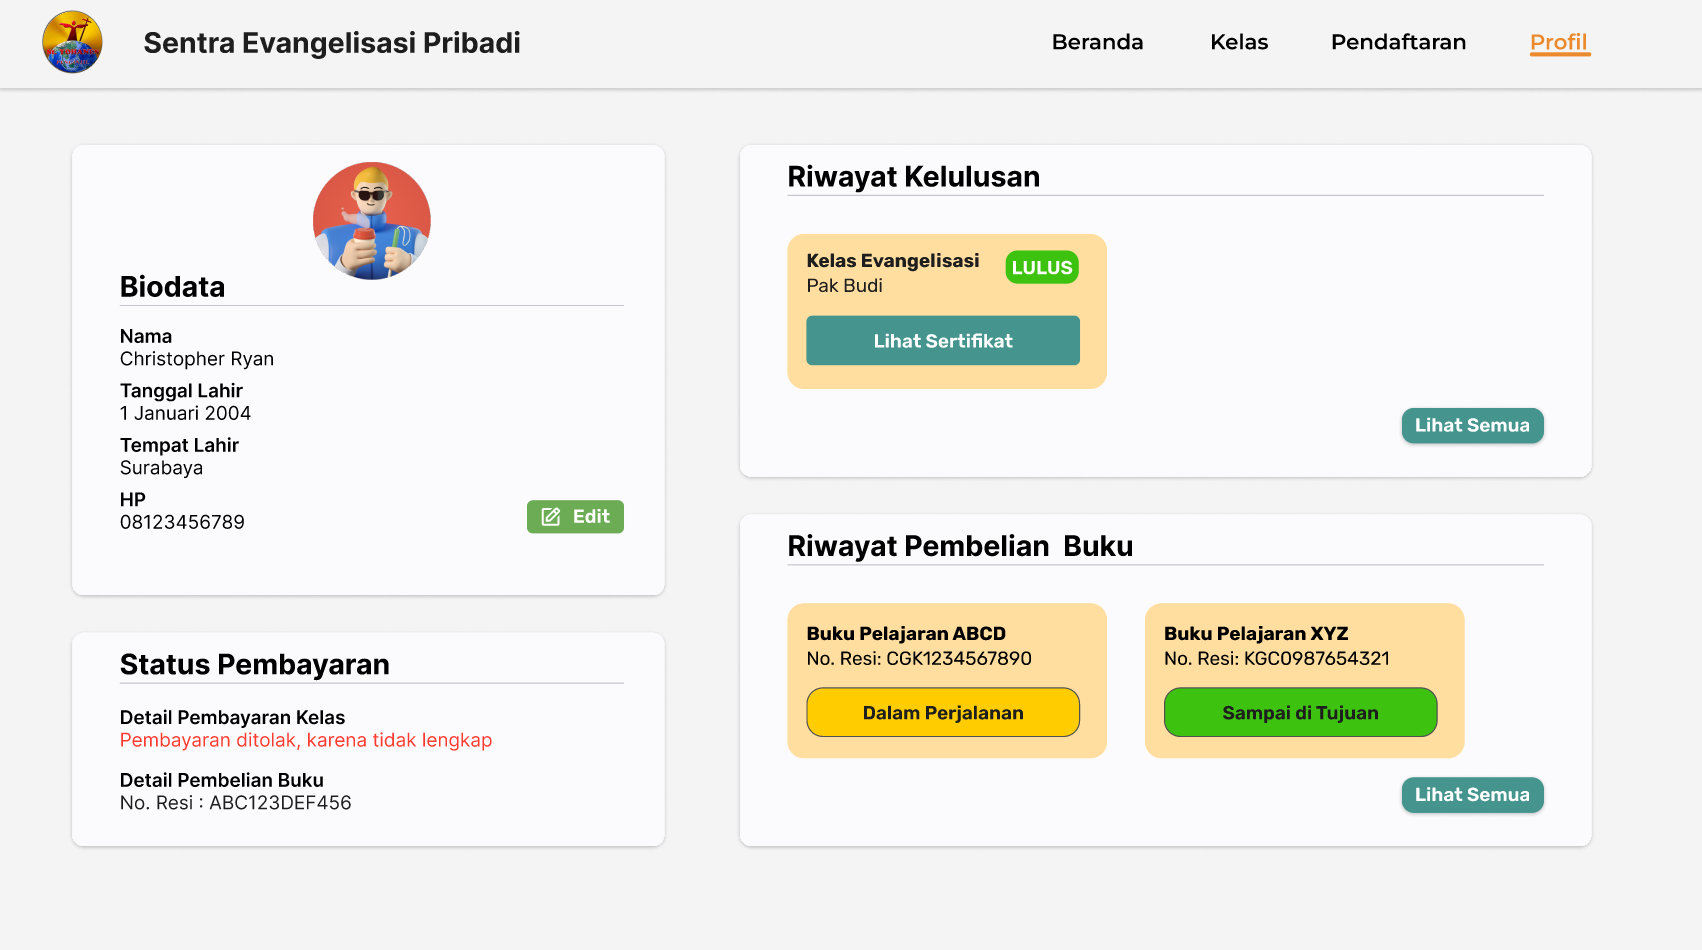 Sentra Evangelisasi Pribadi
Beranda
Kelas
Pendaftaran
Profil
Biodata
Nama
Christopher Ryan
Tanggal Lahir
1 Januari 2004
Tempat Lahir
Surabaya
HP
08123456789
Edit
Status Pembayaran
Detail Pembayaran Kelas
Pembayaran ditolak, karena tidak lengkap
Detail Pembelian Buku
No. Resi : ABC123DEF456
Riwayat Kelulusan
Kelas Evangelisasi
LULUS
Pak Budi
Lihat Sertifikat
Lihat Semua
Riwayat Pembelian  Buku
Buku Pelajaran ABCD
No. Resi: CGK1234567890
Dalam Perjalanan
Buku Pelajaran XYZ
No. Resi: KGC0987654321
Sampai di Tujuan
Lihat Semua